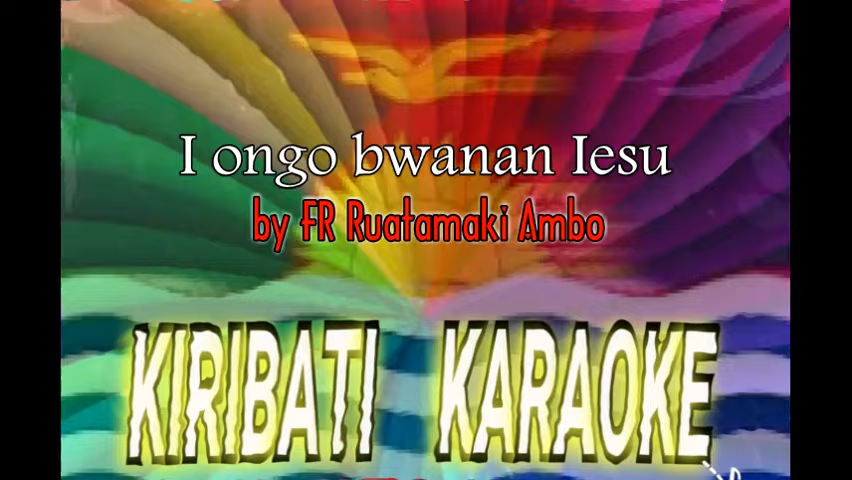 I ongo bwanan Iesu
by FR Ruatamaki Ambo
KIRIBATI KARAOKE